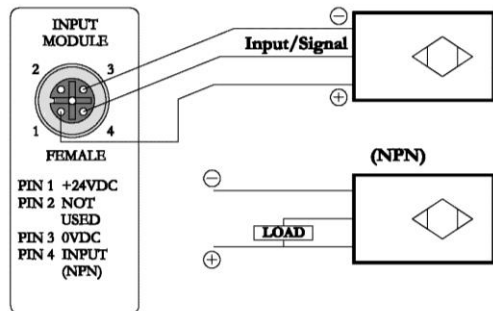 INPUT
MODULE
2 3
1 4
FEMALE
PIN 1 +24VDC
PIN 2 NOT
USED
PIN 3 0VDC
PIN 4 INPUT
(NPN)
−
Input/Signal
+
(NPN)
−
LOAD
+